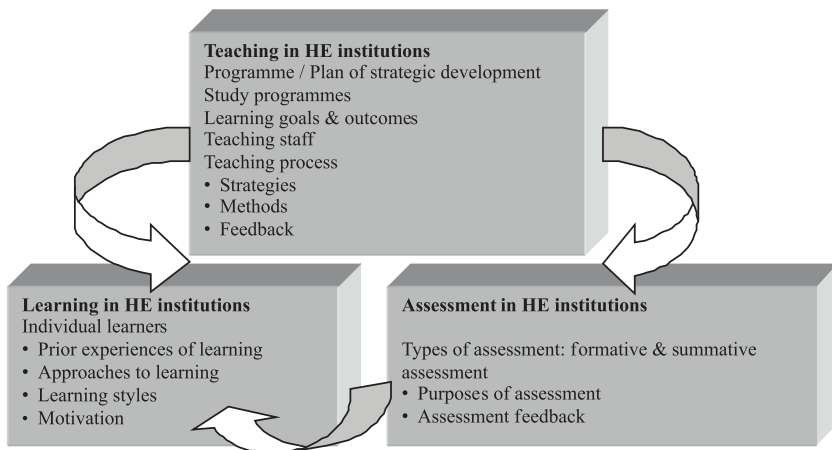 Teaching in HE institutions
Programme / Plan of strategic development
Study programmes
Learning goals & outcomes
Teaching staff
Teaching process
• Strategies
• Methods
• Feedback
Learning in HE institutions
Individual learners
• Prior experiences of learning
• Approaches to learning
• Learning styles
• Motivation
Assessment in HE institutions
Types of assessment: formative & summative
assessment
• Purposes of assessment
• Assessment feedback